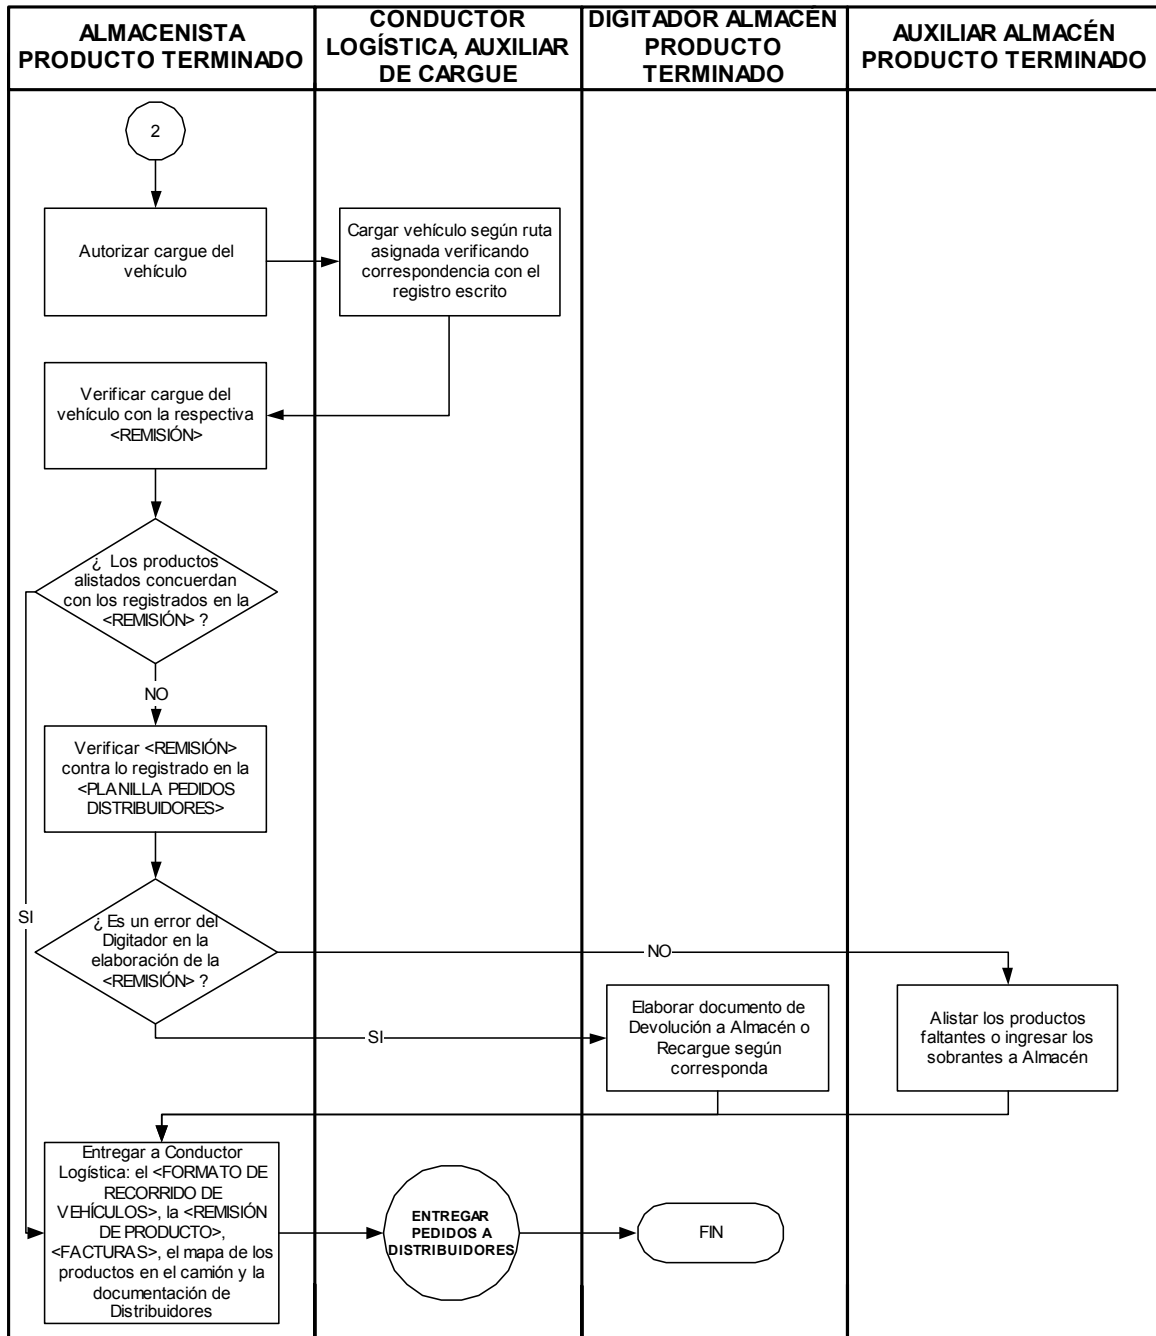 ALMACENISTA
PRODUCTO TERMINADO
CONDUCTOR
LOGÍSTICA, AUXILIAR
DE CARGUE
DIGITADOR ALMACÉN
PRODUCTO
TERMINADO
AUXILIAR ALMACÉN
PRODUCTO TERMINADO
2
Autorizar cargue del
vehículo
Cargar vehículo según ruta
asignada verificando
correspondencia con el
registro escrito
Verificar cargue del
vehículo con la respectiva
<REMISIÓN>
¿ Los productos
alistados concuerdan
con los registrados en la
<REMISIÓN> ?
NO
Verificar <REMISIÓN>
contra lo registrado en la
<PLANILLA PEDIDOS
DISTRIBUIDORES>
SI
¿ Es un error del
Digitador en la
elaboración de la
<REMISIÓN> ?
NO
SI
Elaborar documento de
Devolución a Almacén o
Recargue según
corresponda
Alistar los productos
faltantes o ingresar los
sobrantes a Almacén
Entregar a Conductor
Logística: el <FORMATO DE
RECORRIDO DE
VEHÍCULOS>, la <REMISIÓN
DE PRODUCTO>,
<FACTURAS>, el mapa de los
productos en el camión y la
documentación de
Distribuidores
ENTREGAR
PEDIDOS A
DISTRIBUIDORES
FIN